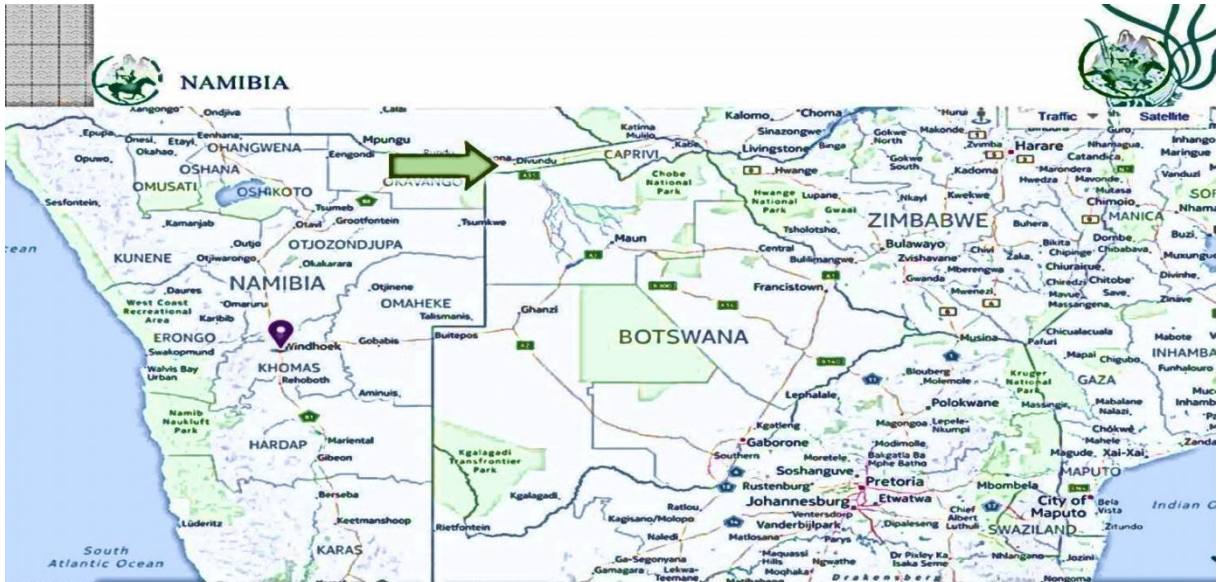 NAMIBIA
Ondjiva
Calai
Kalomo
Choma
Hurui
Traffic
Satellite
Epupa
Onesi
Etayi
Eenhana
Mpungu
Katima
Mulilo
Sinazongwe
Makonde
Zvimba
Guro
Inhango
Opuwo
Okahao
OHANGWENA
Eengondi
Divundu
CAPRIVI
Livingstone
Binga
Gokwe
North
Harare
Nhamagua
Maringue
OSHANA
Catandica
OMUSATI
OSHIKOTO
OKAVANGO
Chobe
National
Park
Hwange
Gokwe
South
Kadoma
Marondera
Hwedza
Mavonde
Mutasa
Sesfontein
Tsumeb
Tsumkwe
Hwange
National
Park
Lupane
Nkayi
Kwekwe
Chimoio
Kamanjab
Otavi
Grootfontein
Gwaai
ZIMBABWE
Buhera
MANICA
Outjo
OTJOZONDJUPA
Maun
Tsholotsho
Bulawayo
Bikita
Dombe
Buzi
KUNENE
Otjiwarongo
Okakarara
Central
Bulilimangwe
Zvishavane
Chivi
Zaka
Chipinge
Chibabava
Muxungue
NAMIBIA
Otjinene
Gwanda
Mberengwa
Chiurairue
Divinhe
Daures
OMAHEKE
Francistown
Mwenezi
Chiredzi
Chitobe
West Coast
Recreational
Area
Omaruru
Talismanis
Ghanzi
Mavue
Save
Massangena
Zinave
Karibib
BOTSWANA
ERONGO
Windhoek
Gobabis
Buitepos
Musina
Pafuri
Chicualacuala
Mabote
Swakopmund
KHOMAS
Mapai
Chigubo
INHAMBA
Walvis Bay
Urban
Rehoboth
Aminuis
Blouberg
Molemole
Kruger
National
Park
GAZA
Funhalouro
Lephalale
Polokwane
Massingir
Mabalane
Nalazi
Namib
Naukluft
Park
Kgatleng
Magongoa
Lepele-
Nkumpi
HARDAP
Mariental
Gaborone
Modimolle
Chókwè
Gibeon
Kgalagadi
Transfrontier
Park
Southern
Moretele
Bakgatla Ba
Mphe Batho
Mahele
Zanda
Soshanguve
Magude
Xai-Xai
Berseba
Kgalagadi
Rustenburg
Pretoria
Mbombela
MAPUTO
Johannesburg
Etwatwa
City of
Maputo
Bela
Vista
Indian O
Lüderitz
Keetmanshoop
Rietfontein
Ratlou
Kagisano/Molopo
Ventersdorp
Vanderbijlpark
Dipaleseng
Chief
Albert
Luthuli
SWAZILAND
Zitundo
Naledi
Matlosana
Parys
South
Atlantic Ocean
KARAS
Ga-Segonyana
Gamagara
Lekwa-
Teemane
Maquassi
Hills
Moqhaka
Ngwathe
Dr Pixley Ka
Isaka Seme
Nhlangano
Jozini
Drakensberg
Nongoma